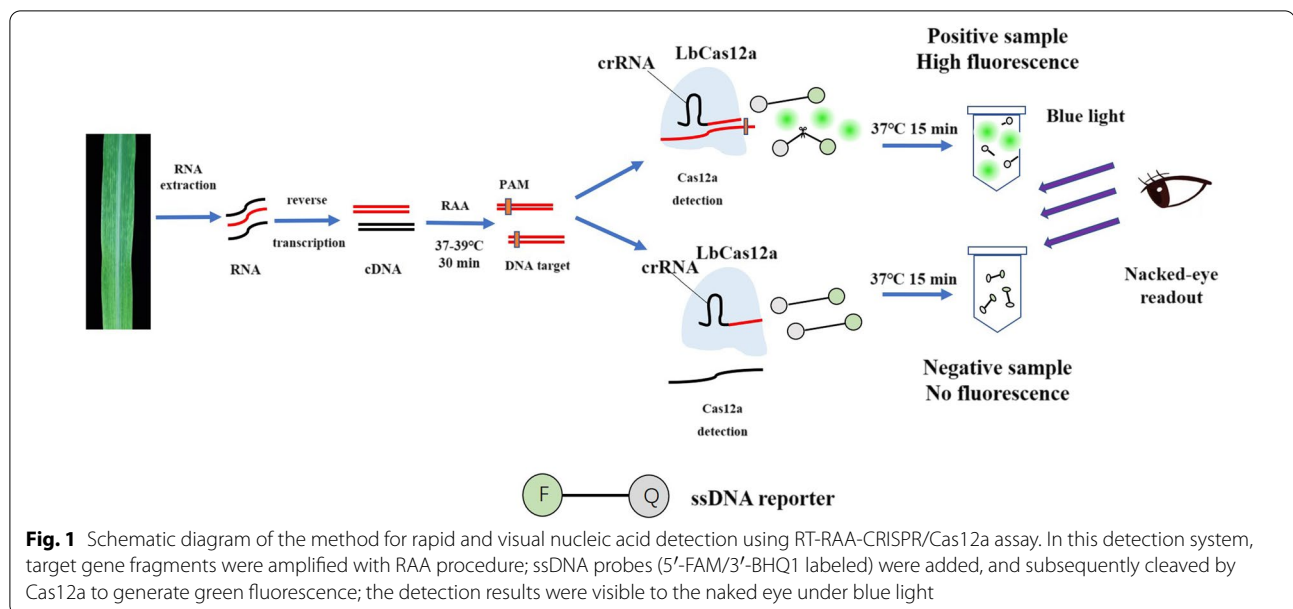 RNA
extraction
RNA
reverse
transcription
cDNA
RAA
37-39℃
30 min
PAM
DNA target
crRNA
LbCas12a
Cas12a
detection
37℃ 15 min
Positive sample
High fluorescence
Blue light
crRNA
LbCas12a
Cas12a
detection
37℃ 15 min
Negative sample
No fluorescence
Nacked-eye
readout
F
Q
ssDNA reporter
Fig. 1 Schematic diagram of the method for rapid and visual nucleic acid detection using RT-RAA-CRISPR/Cas12a assay. In this detection system,
target gene fragments were amplified with RAA procedure; ssDNA probes (5′-FAM/3′-BHQ1 labeled) were added, and subsequently cleaved by
Cas12a to generate green fluorescence; the detection results were visible to the naked eye under blue light